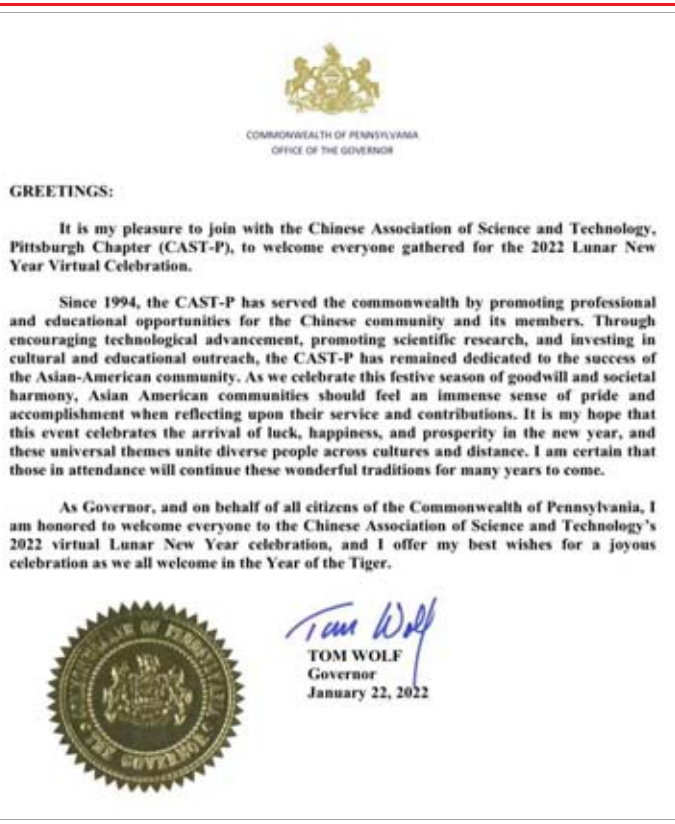 COMMONWEALTH OF PENNSYLVANIA
OFFICE OF THE GOVERNOR
GREETINGS:
It is my pleasure to join with the Chinese Association of Science and Technology,
Pittsburgh Chapter (CAST-P), to welcome everyone gathered for the 2022 Lunar New
Year Virtual Celebration.
Since 1994, the CAST-P has served the commonwealth by promoting professional
and educational opportunities for the Chinese community and its members. Through
encouraging technological advancement, promoting scientific research, and investing in
cultural and educational outreach, the CAST-P has remained dedicated to the success of
the Asian-American community. As we celebrate this festive season of goodwill and societal
harmony, Asian American communities should feel an immense sense of pride and
accomplishment when reflecting upon their service and contributions. It is my hope that
this event celebrates the arrival of luck, happiness, and prosperity in the new year, and
these universal themes unite diverse people across cultures and distance. I am certain that
those in attendance will continue these wonderful traditions for many years to come.
As Governor, and on behalf of all citizens of the Commonwealth of Pennsylvania, I
am honored to welcome everyone to the Chinese Association of Science and Technology's
2022 virtual Lunar New Year celebration, and I offer my best wishes for a joyous
celebration as we all welcome in the Year of the Tiger.
Tom Wolf
TOM WOLF
Governor
January 22, 2022
COMMONWEALTH OF PENNSYLVANIA
THE GOVERNOR